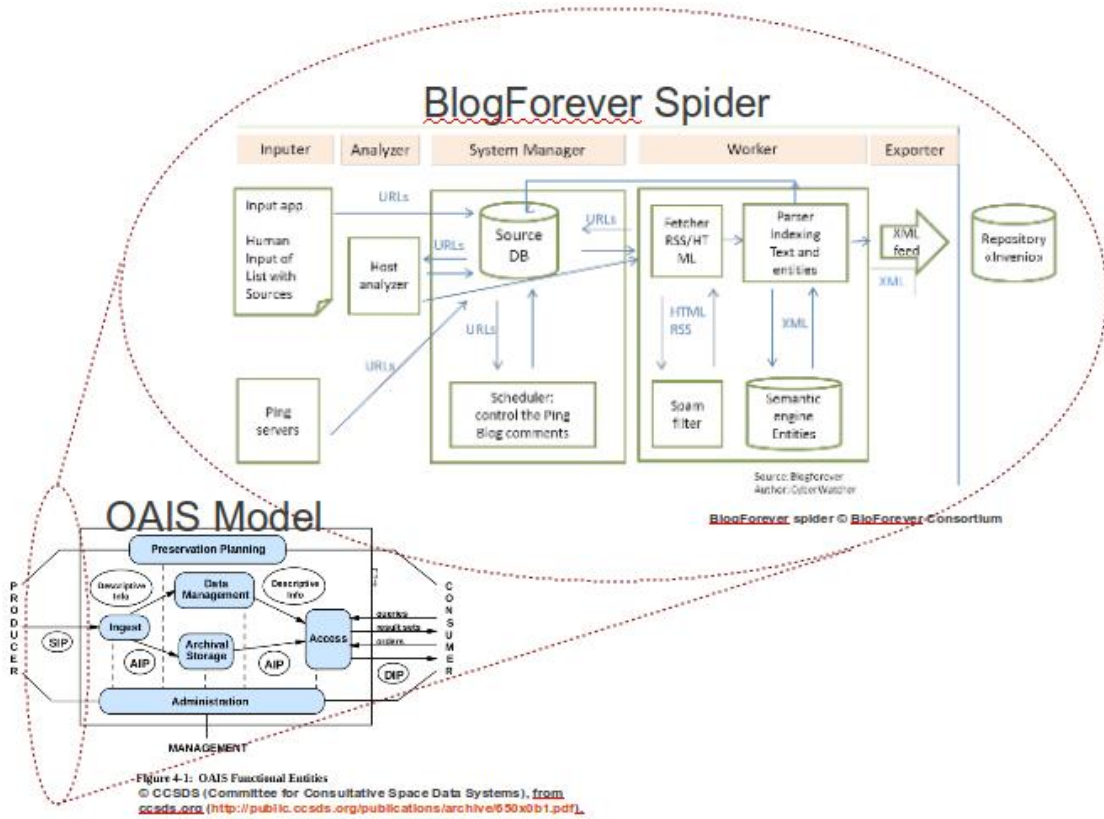 BlogForever Spider
Inputer
Analyzer
System Manager
Worker
Exporter
Input app.
Human
Input of
List with
Sources
URLs
Host
analyzer
URLs
Source
DB
URLs
Fetcher
RSS/HT
ML
Parser
Indexing
Text and
entities
XML
feed
XML
Repository
«Invenio»
URLs
URLs
HTML
RSS
XML
Ping
servers
Scheduler:
control the Ping
Blog comments
Spam
filter
Semantic
engine
Entities
Source: Blogforever
Author: CyberWatcher
BlogForever spider © BloForever Consortium
OAIS Model
PRODUCER
Preservation Planning
Descriptive
Info
Data
Management
Descriptive
Info
Ingest
SIP
AIP
Archival
Storage
AIP
Access
queries
result sets
orders
DIP
CONSUMER
Administration
MANAGEMENT
Figure 4-1: OAIS Functional Entities
© CCSDS (Committee for Consultative Space Data Systems), from
ccsds.org (http://public.ccsds.org/publications/archive/650x0b1.pdf).